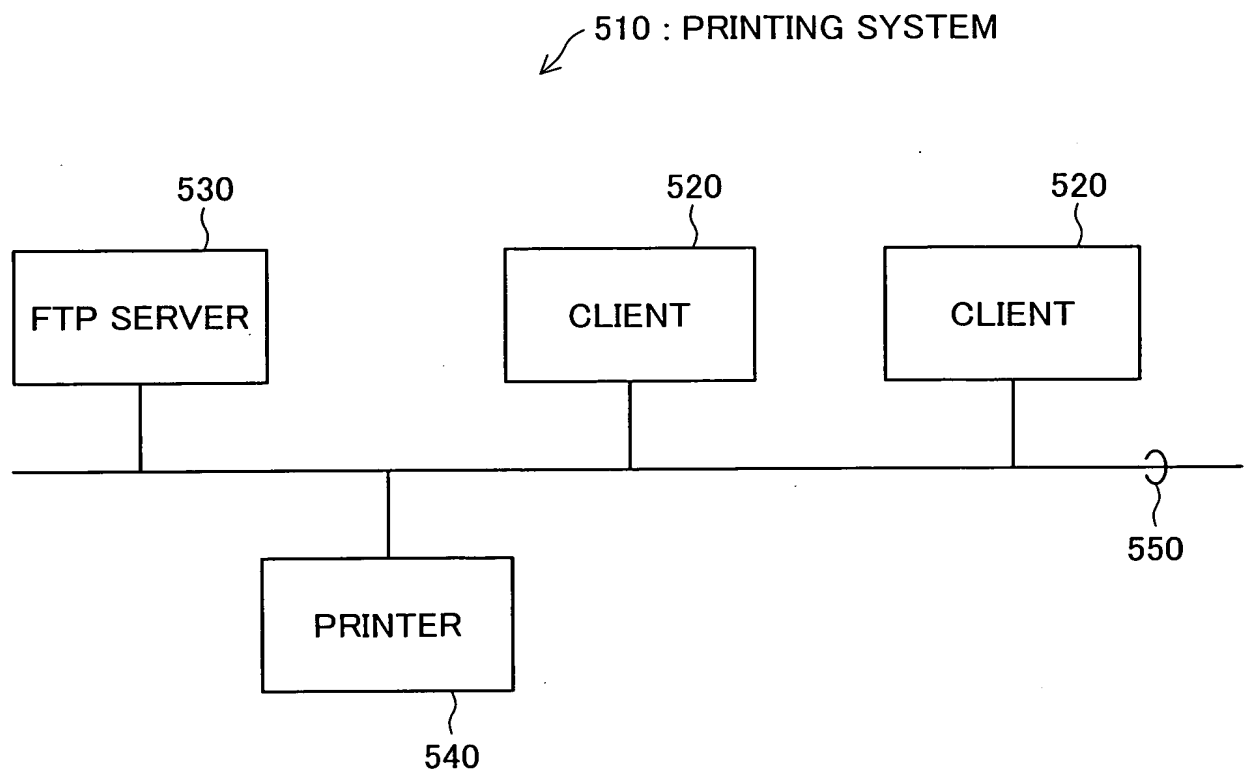 510 : PRINTING SYSTEM
530
520
520
FTP SERVER
CLIENT
CLIENT
550
PRINTER
540